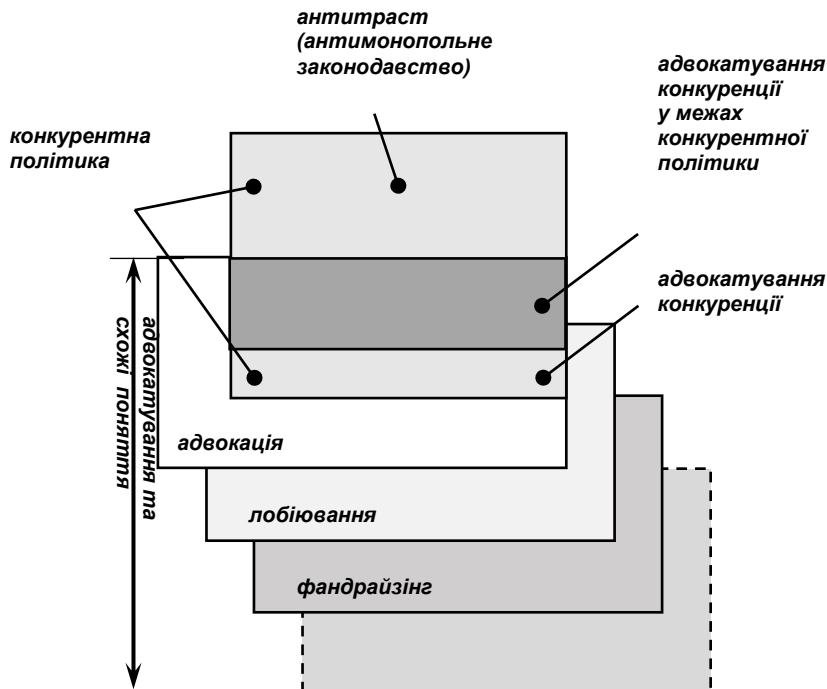 антитраст
(антимонопольне
законодавство)
адвокатування
конкуренції
у межах
конкурентної
політики
конкурентна
політика
адвокатування
конкуренції
адвокатування та
схожі поняття
адвокація
лобіювання
фандрайзінг